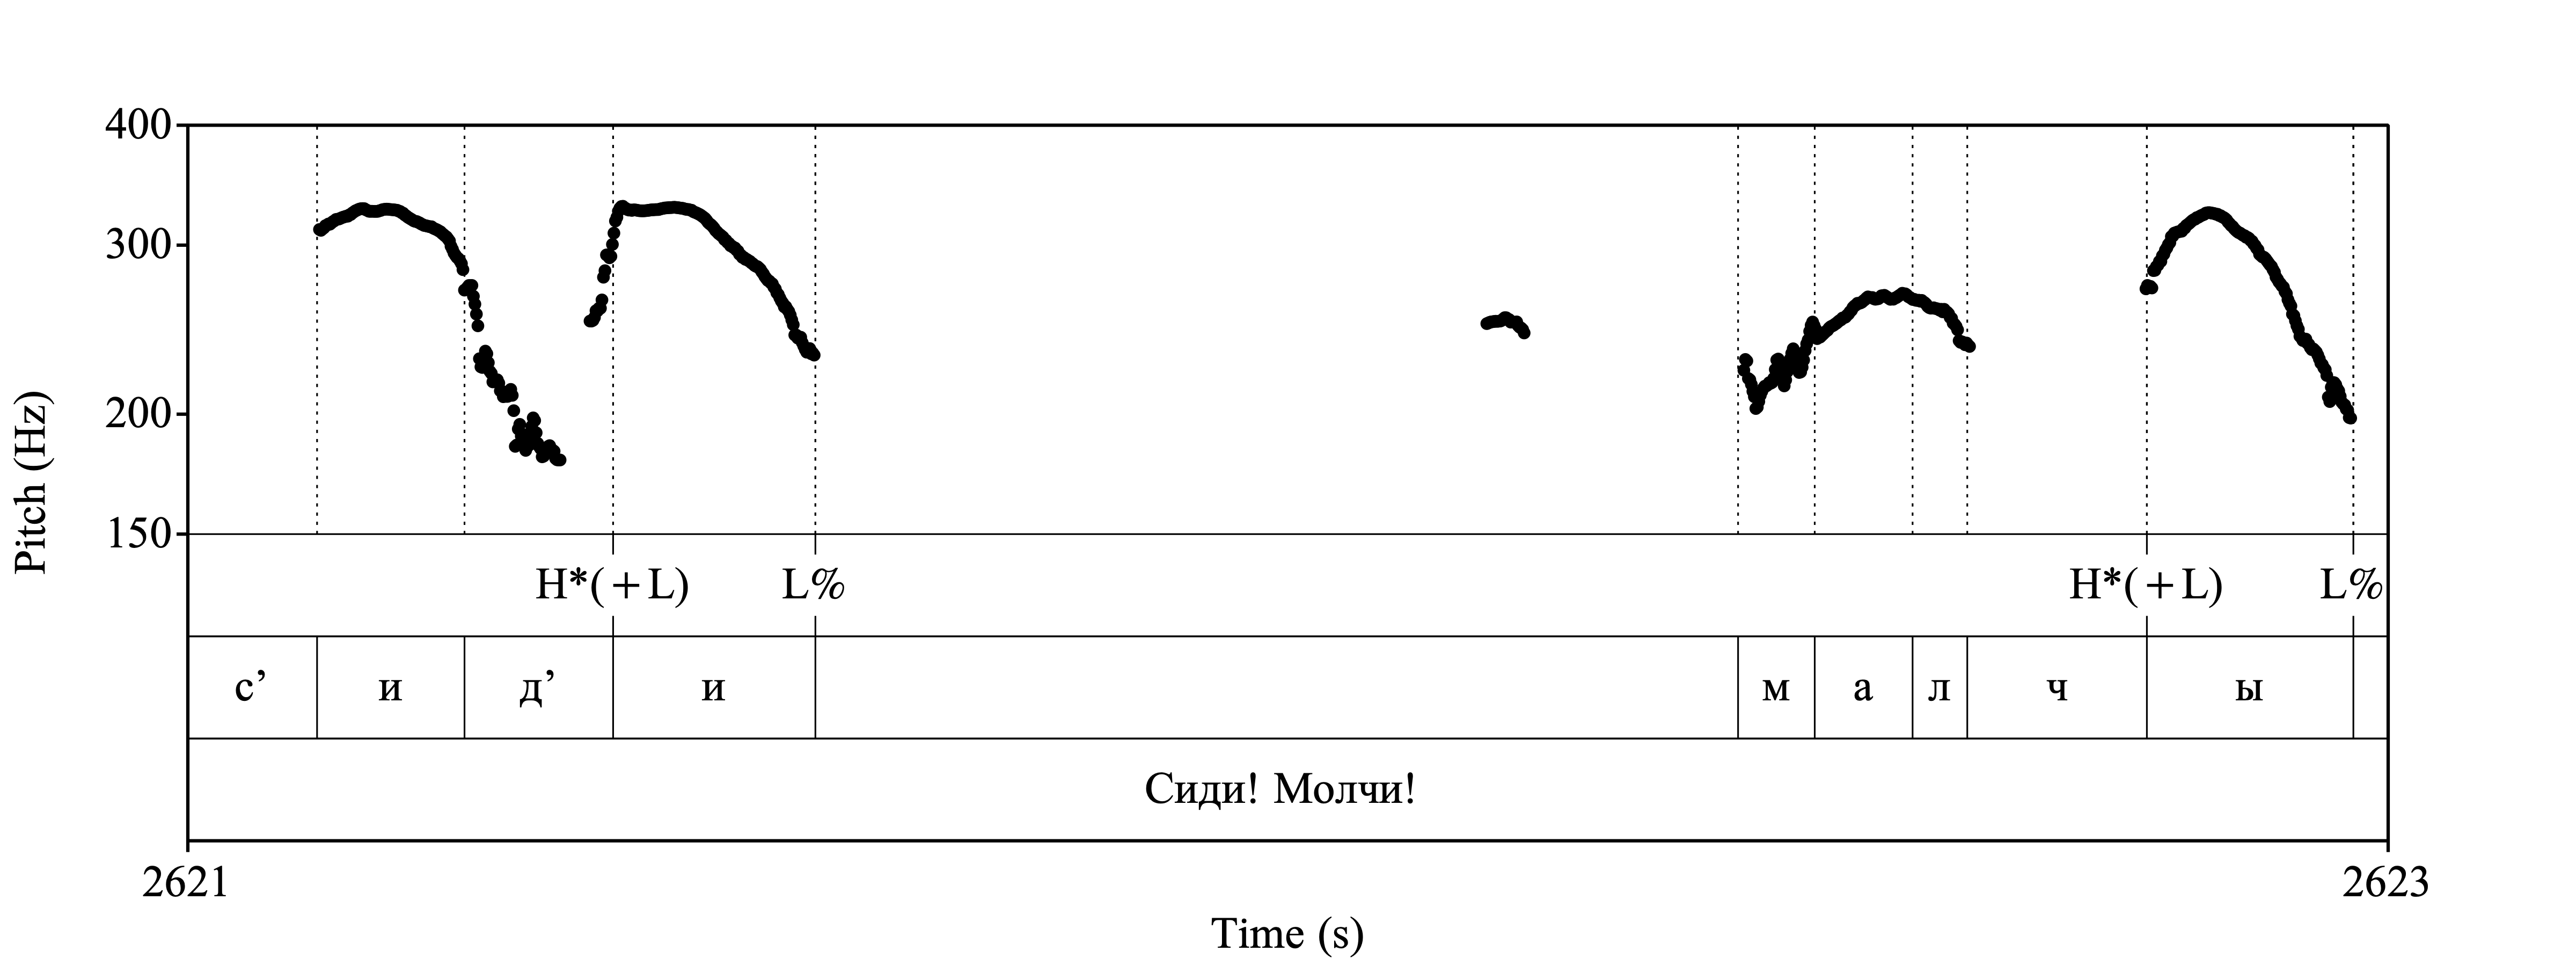 400
300
200
150
Pitch (Hz)
H*(+L) L% H*(+L) L%
с’ и д’ и м а л ч ы
Сиди! Молчи!
2621 2623
Time (s)